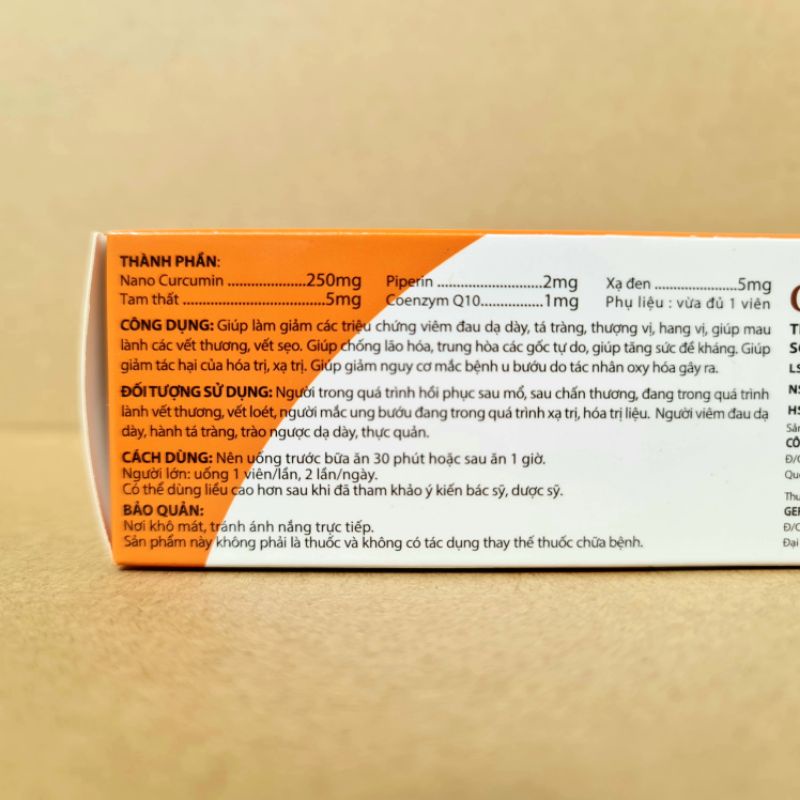 THÀNH PHẦN:
Nano Curcumin ......................250mg Piperin ..........................2mg Xạ đen ....................5mg
Tam thất .......................................5mg Coenzym Q10...............1mg Phụ liệu : vừa đủ 1 viên
CÔNG DỤNG: Giúp làm giảm các triệu chứng viêm đau dạ dày, tá tràng, thượng vị, hang vị, giúp mau
lành các vết thương, vết sẹo. Giúp chống lão hóa, trung hòa các gốc tự do, giúp tăng sức đề kháng. Giúp
giảm tác hại của hóa trị, xạ trị. Giúp giảm nguy cơ mắc bệnh u bướu do tác nhân oxy hóa gây ra.
ĐỐI TƯỢNG SỬ DỤNG: Người trong quá trình hồi phục sau mổ, sau chấn thương, đang trong quá trình
lành vết thương, vết loét, người mắc ung bướu đang trong quá trình xạ trị, hóa trị liệu. Người viêm đau dạ
dày, hành tá tràng, trào ngược dạ dày, thực quản.
CÁCH DÙNG: Nên uống trước bữa ăn 30 phút hoặc sau ăn 1 giờ.
Người lớn: uống 1 viên/lần, 2 lần/ngày.
Có thể dùng liều cao hơn sau khi đã tham khảo ý kiến bác sỹ, dược sỹ.
BẢO QUẢN:
Nơi khô mát, tránh ánh nắng trực tiếp.
Sản phẩm này không phải là thuốc và không có tác dụng thay thế thuốc chữa bệnh.